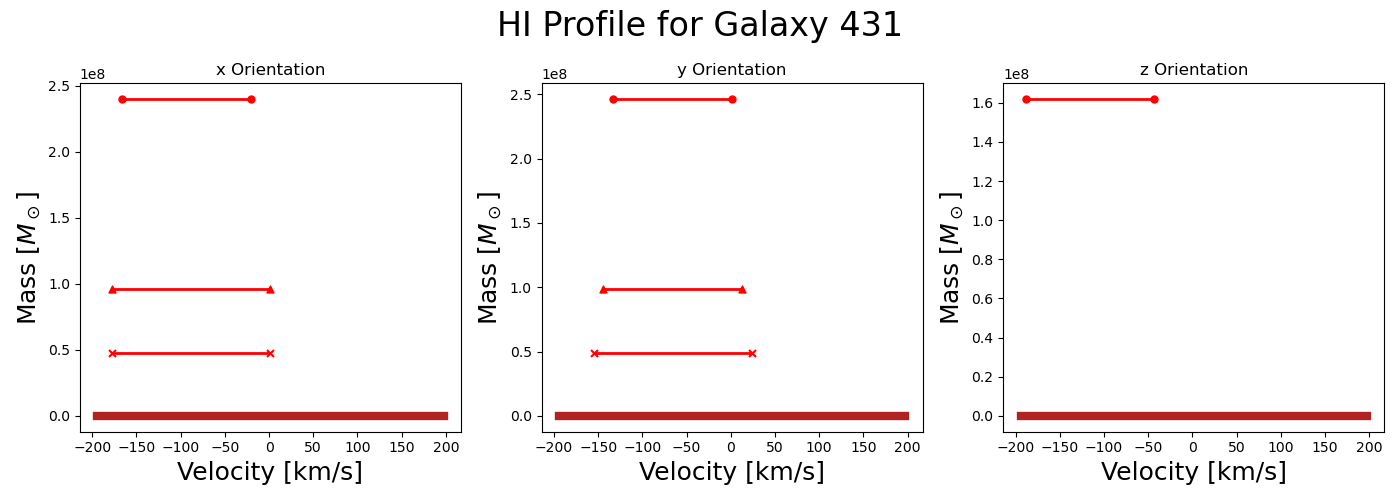 HI Profile for Galaxy 431
x Orientation
1e8
2.5
2.0
1.5
1.0
0.5
0.0
Mass [$M_\odot$]
−200 −150 −100 −50 0 50 100 150 200
Velocity [km/s]
y Orientation
1e8
2.5
2.0
1.5
1.0
0.5
0.0
Mass [$M_\odot$]
−200 −150 −100 −50 0 50 100 150 200
Velocity [km/s]
z Orientation
1e8
1.6
1.4
1.2
1.0
0.8
0.6
0.4
0.2
0.0
Mass [$M_\odot$]
−200 −150 −100 −50 0 50 100 150 200
Velocity [km/s]